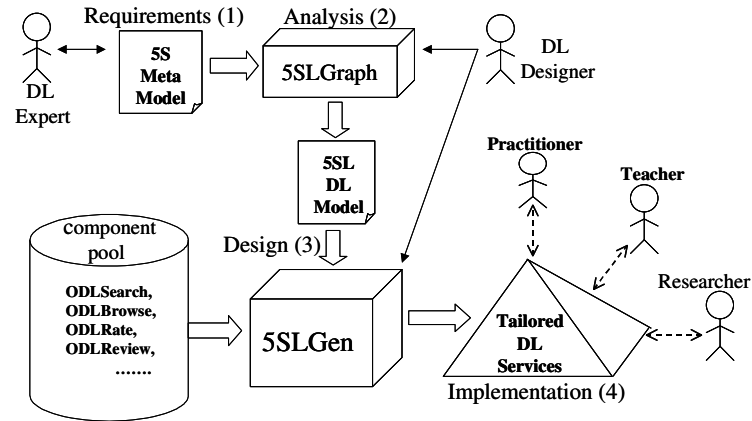 Requirements (1)
Analysis (2)
5S
Meta
Model
5SLGraph
DL
Expert
DL
Designer
5SL
DL
Model
Practitioner
Teacher
component
pool
Design (3)
ODLSearch,
ODLBrowse,
ODLRate,
ODLReview,
.......
5SLGen
Researcher
Tailored
DL
Services
Implementation (4)